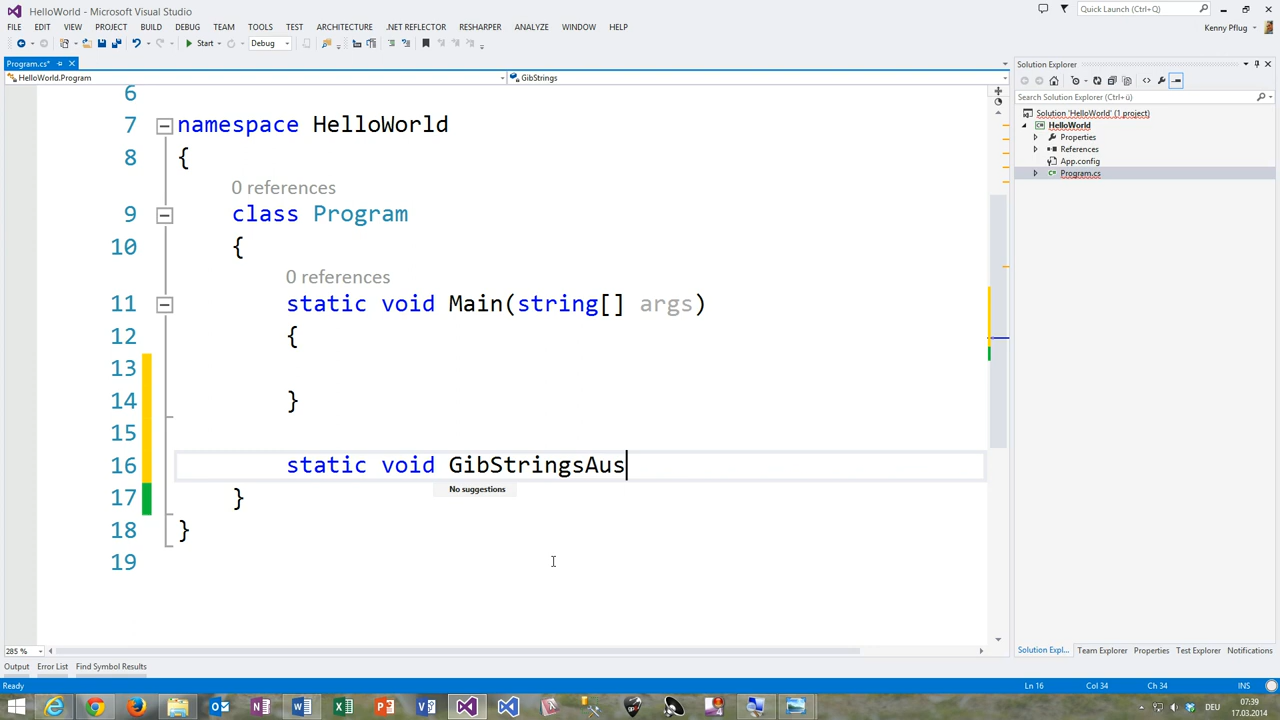 HelloWorld - Microsoft Visual Studio
Quick Launch (Ctrl+Q)
FILE EDIT VIEW PROJECT BUILD DEBUG TEAM TOOLS TEST ARCHITECTURE .NET REFLECTOR RESHARPER ANALYZE WINDOW HELP
Kenny Pflug
Start Debug
Program.cs*
HelloWorld.Program GibStrings
6
7 namespace HelloWorld
8 {
0 references
9 class Program
10 {
0 references
11 static void Main(string[] args)
12 {
13
14 }
15
16 static void GibStringsAus
No suggestions
17 }
18 }
19
285 %
Solution Explorer
Search Solution Explorer (Ctrl+ü)
Solution 'HelloWorld' (1 project)
HelloWorld
Properties
References
App.config
Program.cs
Solution Expl... Team Explorer Properties Test Explorer Notifications
Output Error List Find Symbol Results
Ready Ln 16 Col 34 Ch 34 INS
DEU 07:39
17.03.2014